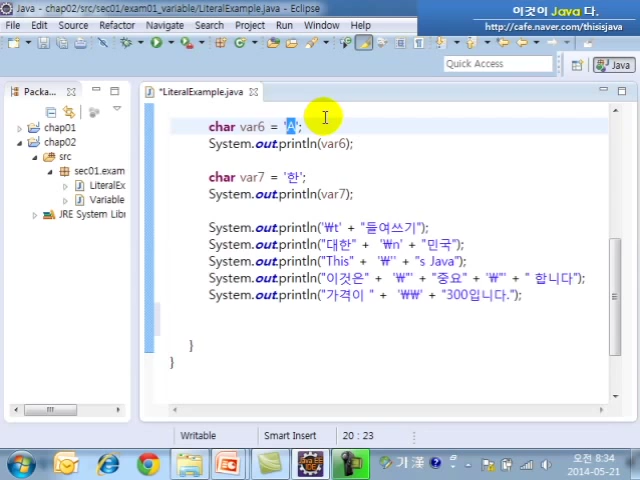 Java - chap02/src/sec01/exam01_variable/LiteralExample.java - Eclipse
이것이 Java 다.
http://cafe.naver.com/thisisjava
File Edit Source Refactor Navigate Search Project Run Window Help
Quick Access
Java
Packa...
*LiteralExample.java
chap01
chap02
src
sec01.exam
LiteralEx
Variable
JRE System Libr
char var6 = 'A';
System.out.println(var6);
char var7 = '한';
System.out.println(var7);
System.out.println('₩t' + "들여쓰기");
System.out.println("대한" + '₩n' + "민국");
System.out.println("This" + '₩'' + "s Java");
System.out.println("이것은" + '₩"' + "중요" + '₩"' + " 합니다");
System.out.println("가격이 " + '₩₩' + "300입니다.");
}
}
Writable
Smart Insert
20 : 23
가 漢
오전 8:34
2014-05-21